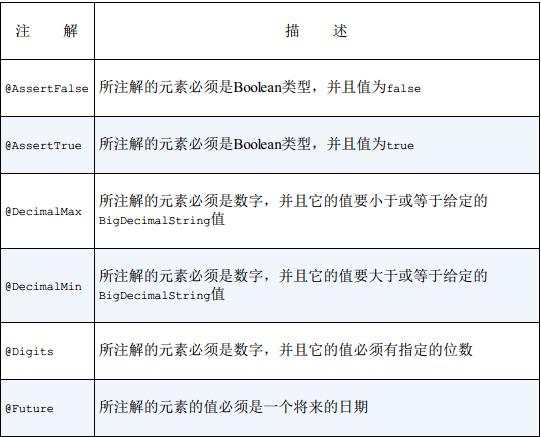 注 解 描 述
@AssertFalse 所注解的元素必须是Boolean类型，并且值为false
@AssertTrue 所注解的元素必须是Boolean类型，并且值为true
@DecimalMax 所注解的元素必须是数字，并且它的值要小于或等于给定的
BigDecimalString值
@DecimalMin 所注解的元素必须是数字，并且它的值要大于或等于给定的
BigDecimalString值
@Digits 所注解的元素必须是数字，并且它的值必须有指定的位数
@Future 所注解的元素的值必须是一个将来的日期